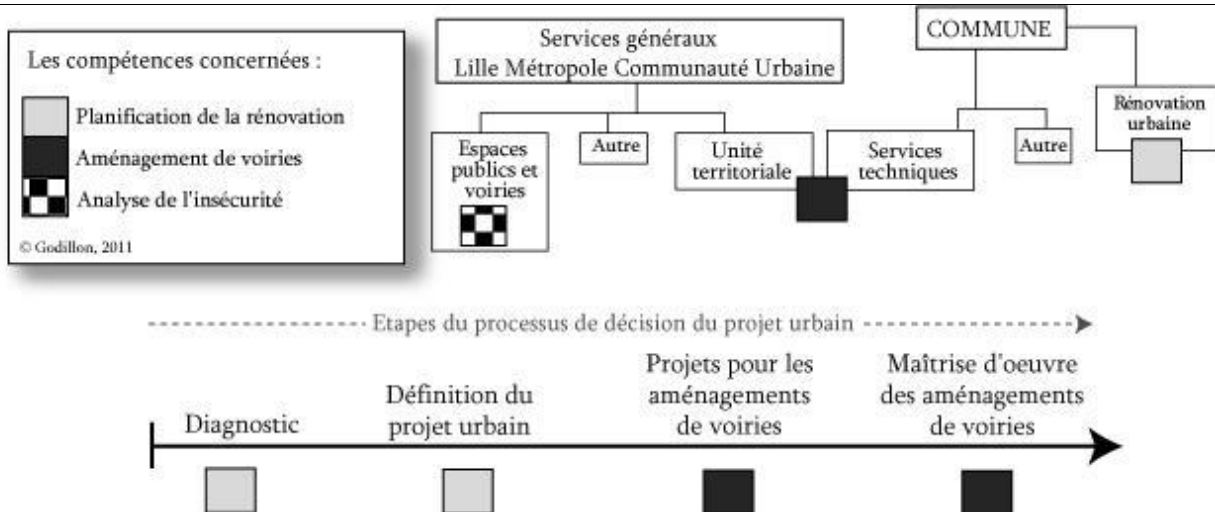 Les compétences concernées :
Planification de la rénovation
Aménagement de voiries
Analyse de l'insécurité
© Godillon, 2011
Services généraux
Lille Métropole Communauté Urbaine
Espaces
publics et
voiries
Autre
Unité
territoriale
COMMUNE
Services
techniques
Autre
Rénovation
urbaine
Etapes du processus de décision du projet urbain
Diagnostic
Définition du
projet urbain
Projets pour les
aménagements
de voiries
Maîtrise d'oeuvre
des aménagements
de voiries